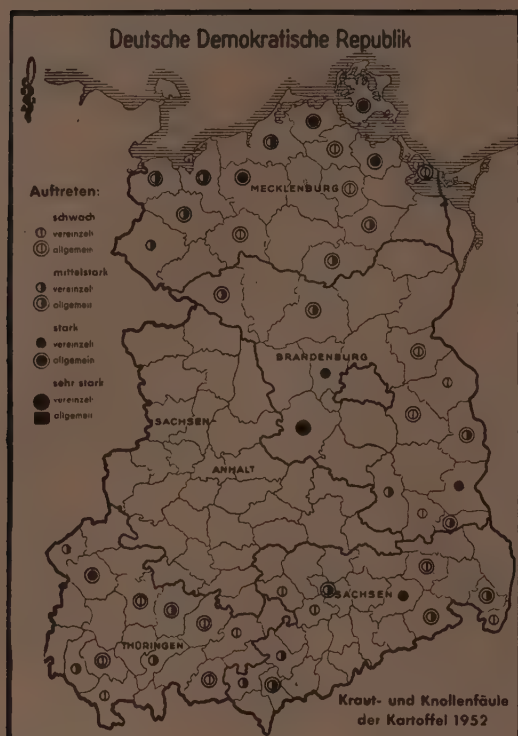 Deutsche Demokratische Republik
MECKLENBURG
Auftreten:
schwach
vereinzelt
allgemein
mittelstark
vereinzelt
allgemein
stark
vereinzelt
allgemein
sehr stark
vereinzelt
allgemein
BRANDENBURG
SACHSEN
ANHALT
SACHSEN
THÜRINGEN
Kraut- und Knollenfäule
der Kartoffel 1952